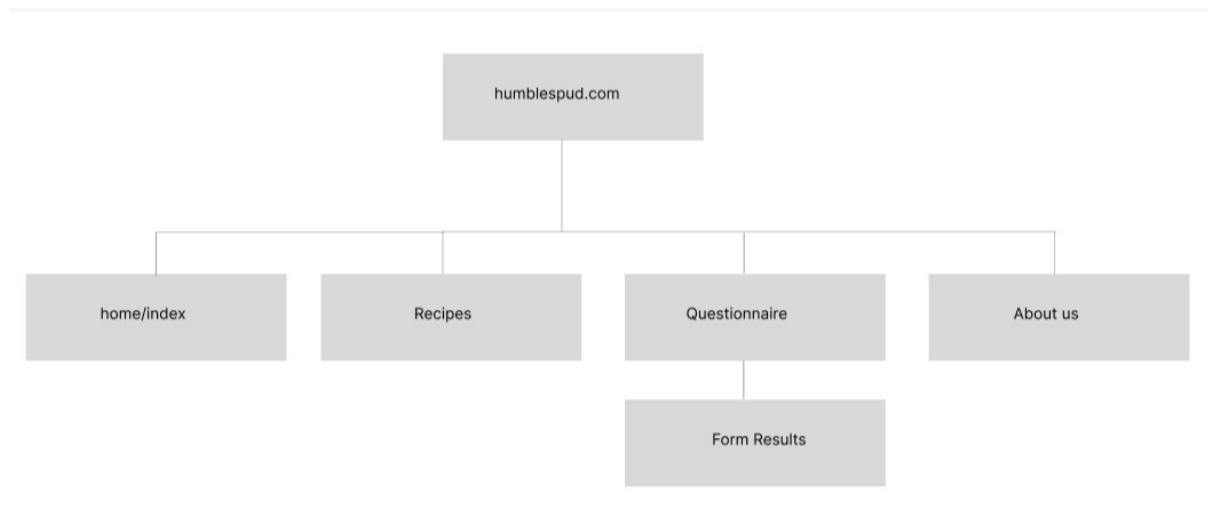 humblespud.com
home/index
Recipes
Questionnaire
About us
Form Results